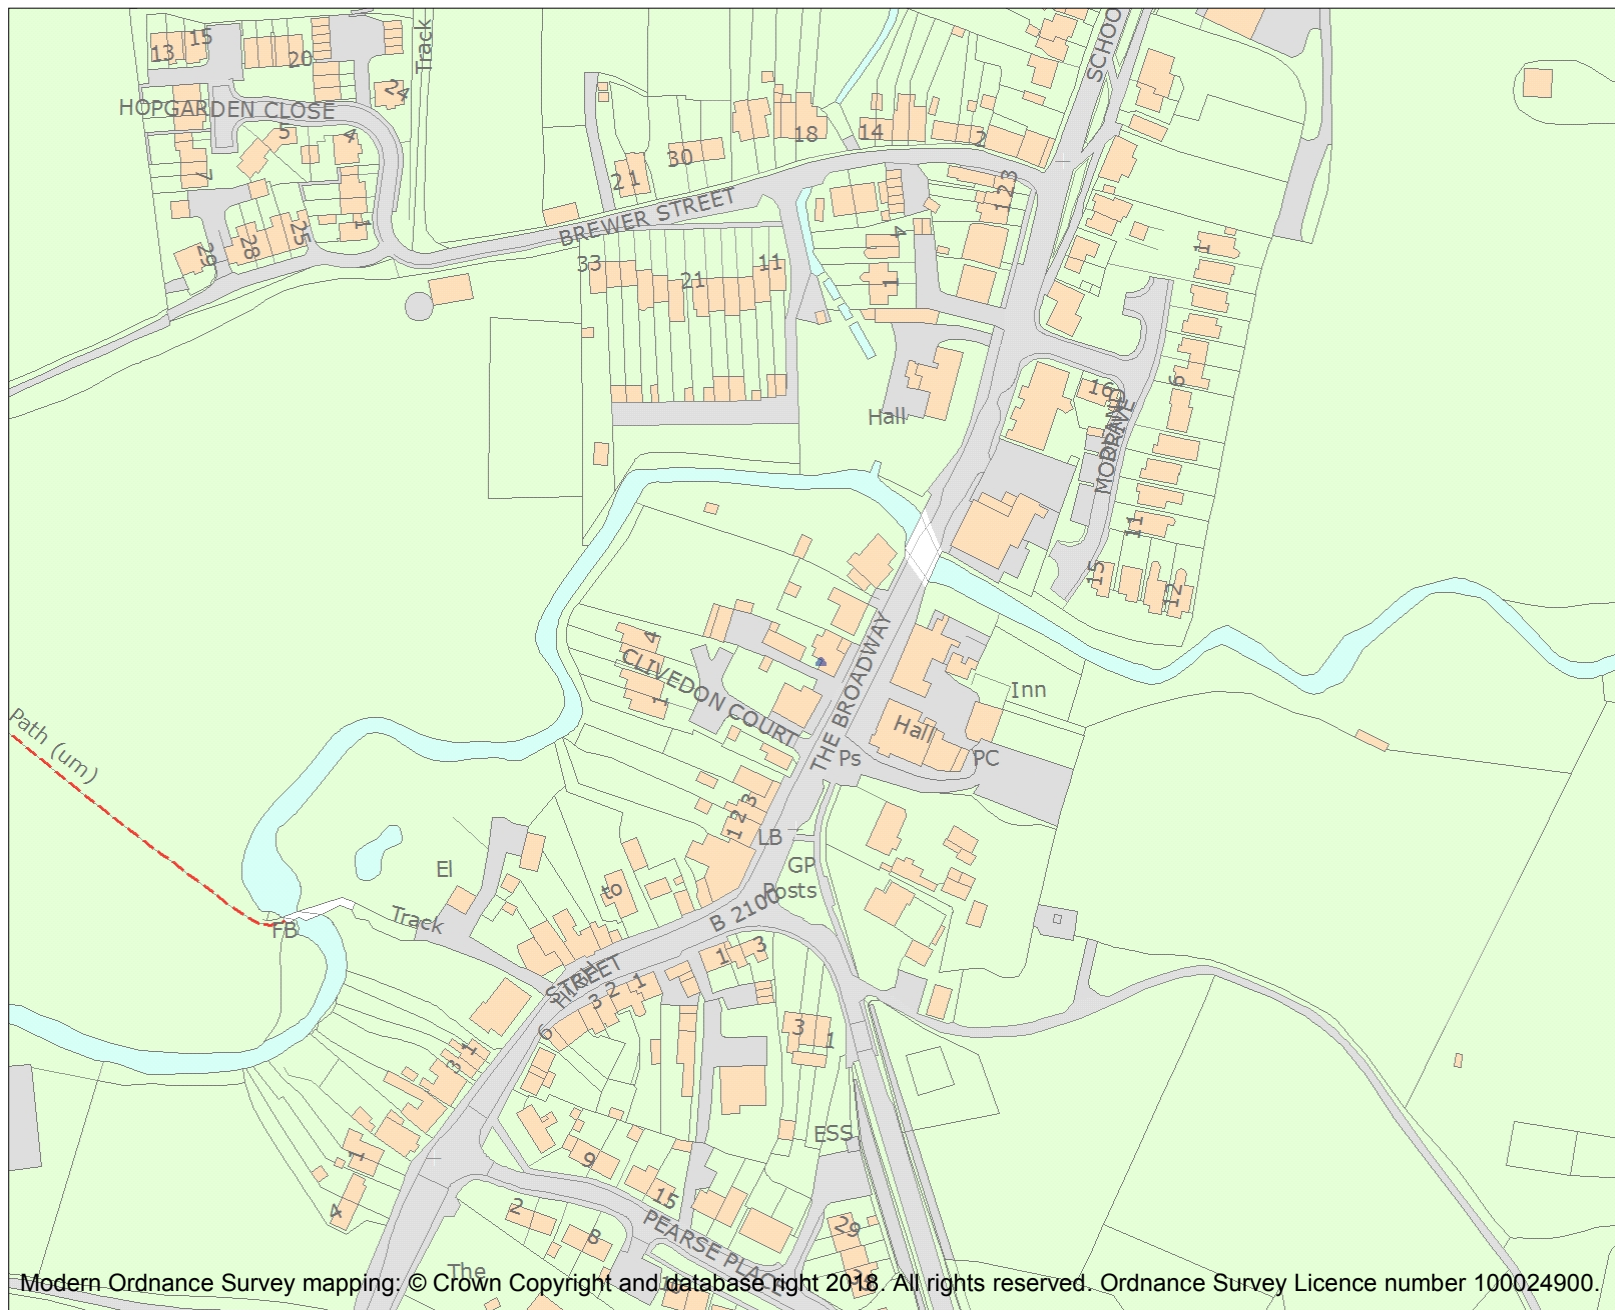 13
15
20
Track
SCHOO
24
HOPGARDEN CLOSE
5
4
7
18
14
2
30
21
123
BREWER STREET
1
25
28
29
4
1
33
21
11
1
6
16
Hall
MODRAVE
11
15
12
4
CLIVEDON COURT
1
THE BROADWAY
Inn
Hall
Ps
PC
Path (um)
1 2 3
LB
GP
Posts
El
to
B 2100
Track
FB
HIGH
STREET
1
3
3 2 1
6
3
1
3 1
ESS
1
9
4
15
2
8
29
PEARSE PLACE
The
Modern Ordnance Survey mapping: © Crown Copyright and database right 2018. All rights reserved. Ordnance Survey Licence number 100024900.